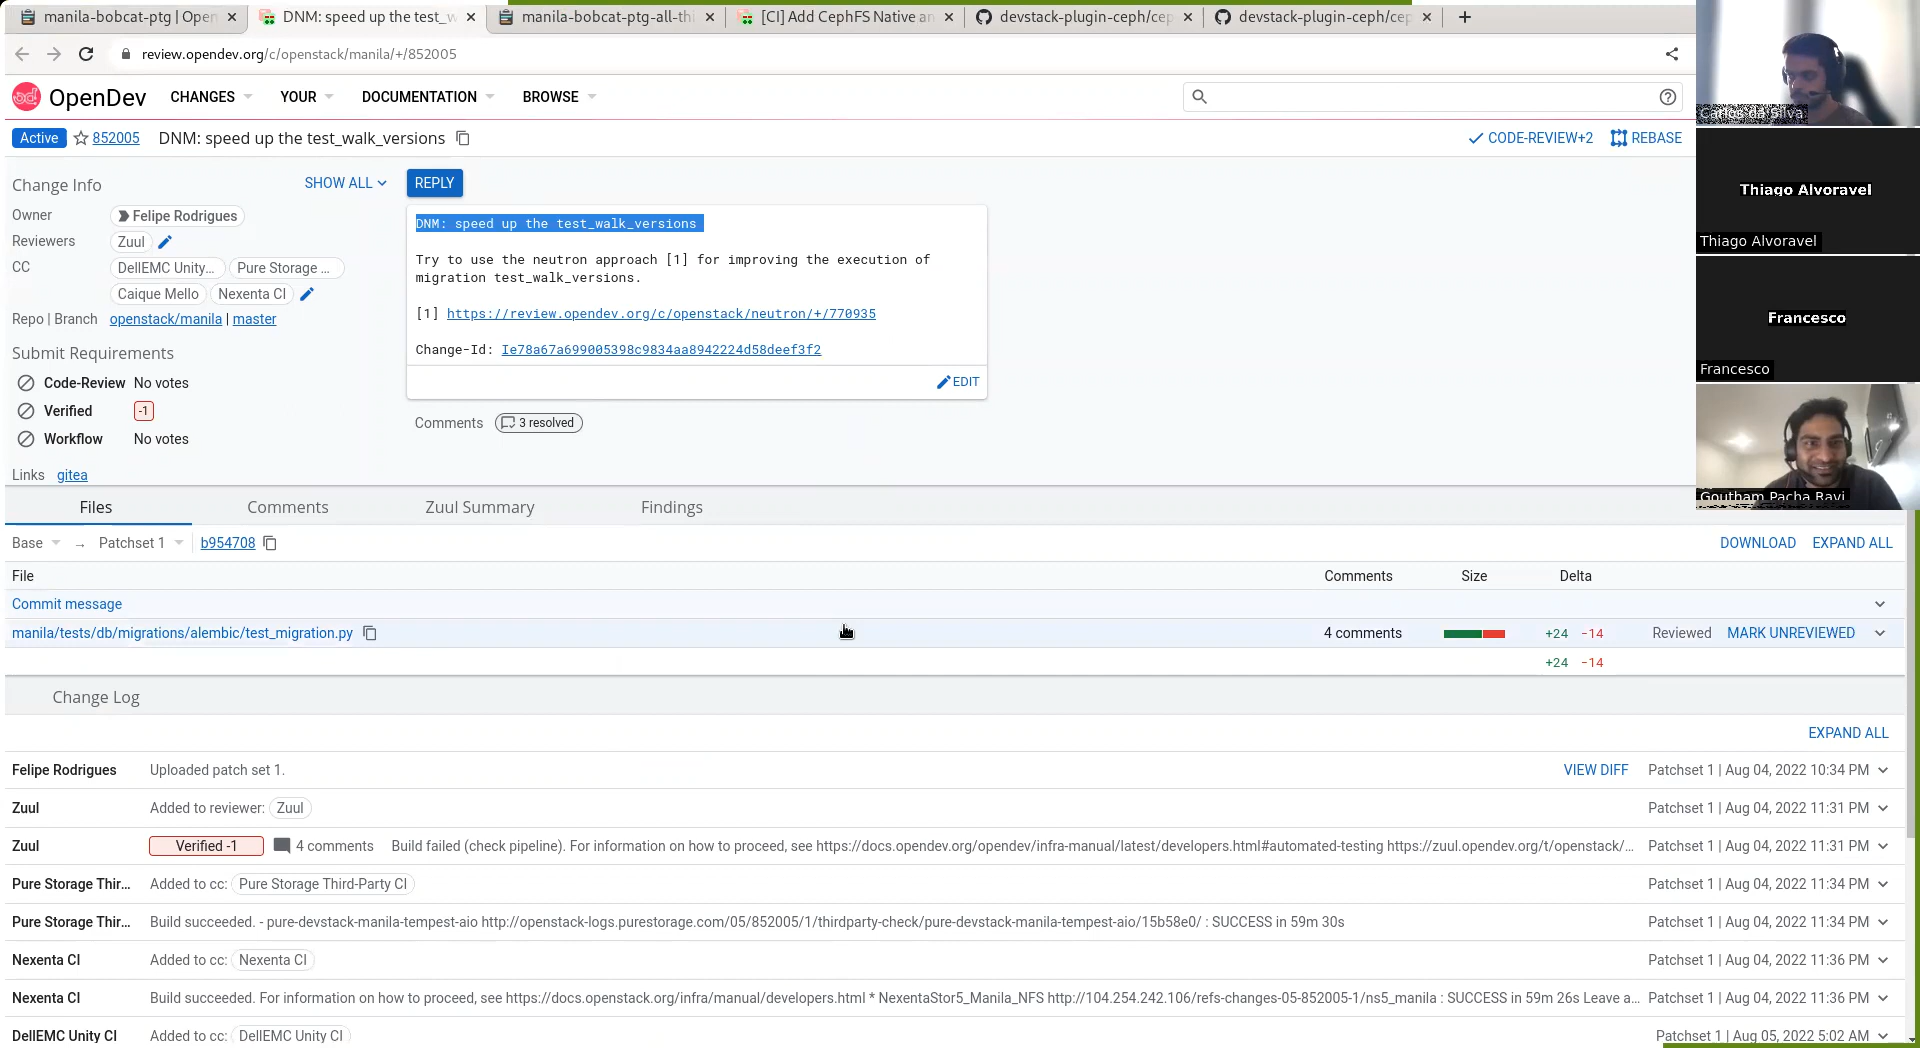 manila-bobcat-ptg | Open
DNM: speed up the test_w
manila-bobcat-ptg-all-thi
[CI] Add CephFS Native an
devstack-plugin-ceph/cep
devstack-plugin-ceph/cep
review.opendev.org/c/openstack/manila/+/852005
OpenDev
CHANGES
YOUR
DOCUMENTATION
BROWSE
Active
852005
DNM: speed up the test_walk_versions
CODE-REVIEW+2
REBASE
Change Info
SHOW ALL
REPLY
Owner
Felipe Rodrigues
Reviewers
Zuul
CC
DellEMC Unity...
Pure Storage ...
Caique Mello
Nexenta CI
Repo | Branch
openstack/manila | master
Submit Requirements
Code-Review No votes
Verified -1
Workflow No votes
Links gitea
DNM: speed up the test_walk_versions
Try to use the neutron approach [1] for improving the execution of
migration test_walk_versions.
[1] https://review.opendev.org/c/openstack/neutron/+/770935
Change-Id: Ie78a67a699005398c9834aa8942224d58deef3f2
EDIT
Comments 3 resolved
Carlos da Silva
Thiago Alvoravel
Thiago Alvoravel
Francesco
Francesco
Goutham Pacha Ravi
Files
Comments
Zuul Summary
Findings
Base → Patchset 1 b954708
DOWNLOAD EXPAND ALL
File Comments Size Delta
Commit message
manila/tests/db/migrations/alembic/test_migration.py 4 comments +24 -14 Reviewed MARK UNREVIEWED
+24 -14
Change Log
EXPAND ALL
Felipe Rodrigues Uploaded patch set 1. VIEW DIFF Patchset 1 | Aug 04, 2022 10:34 PM
Zuul Added to reviewer: Zuul Patchset 1 | Aug 04, 2022 11:31 PM
Zuul Verified -1 4 comments Build failed (check pipeline). For information on how to proceed, see https://docs.opendev.org/opendev/infra-manual/latest/developers.html#automated-testing https://zuul.opendev.org/t/openstack/... Patchset 1 | Aug 04, 2022 11:31 PM
Pure Storage Thir... Added to cc: Pure Storage Third-Party CI Patchset 1 | Aug 04, 2022 11:34 PM
Pure Storage Thir... Build succeeded. - pure-devstack-manila-tempest-aio http://openstack-logs.purestorage.com/05/852005/1/thirdparty-check/pure-devstack-manila-tempest-aio/15b58e0/ : SUCCESS in 59m 30s Patchset 1 | Aug 04, 2022 11:34 PM
Nexenta CI Added to cc: Nexenta CI Patchset 1 | Aug 04, 2022 11:36 PM
Nexenta CI Build succeeded. For information on how to proceed, see https://docs.openstack.org/infra/manual/developers.html * NexentaStor5_Manila_NFS http://104.254.242.106/refs-changes-05-852005-1/ns5_manila : SUCCESS in 59m 26s Leave a... Patchset 1 | Aug 04, 2022 11:36 PM
DellEMC Unity CI Added to cc: DellEMC Unity CI Patchset 1 | Aug 05, 2022 5:02 AM